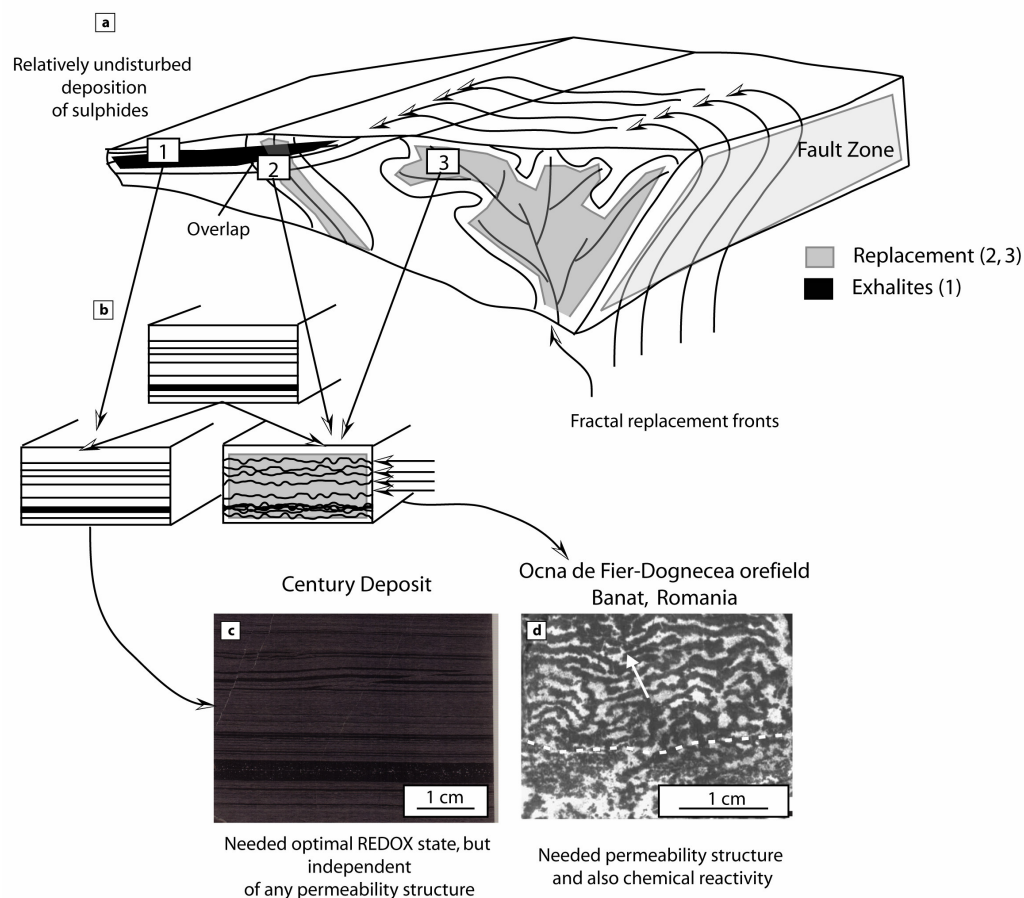 a
Relatively undisturbed
deposition
of sulphides
1
2
3
Fault Zone
Overlap
Replacement (2, 3)
Exhalites (1)
b
Fractal replacement fronts
Century Deposit
Ocna de Fier-Dognecea orefield
Banat, Romania
c
d
1 cm
1 cm
Needed optimal REDOX state, but
independent
of any permeability structure
Needed permeability structure
and also chemical reactivity